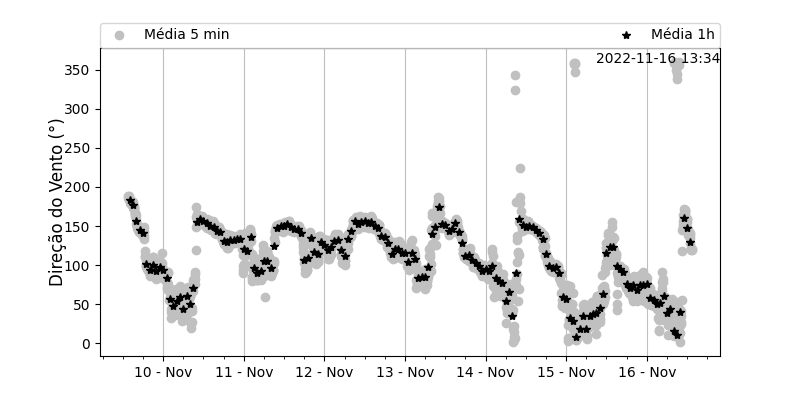 Média 5 min
Média 1h
2022-11-16 13:34
Direção do Vento (°)
350
300
250
200
150
100
50
0
10 - Nov
11 - Nov
12 - Nov
13 - Nov
14 - Nov
15 - Nov
16 - Nov